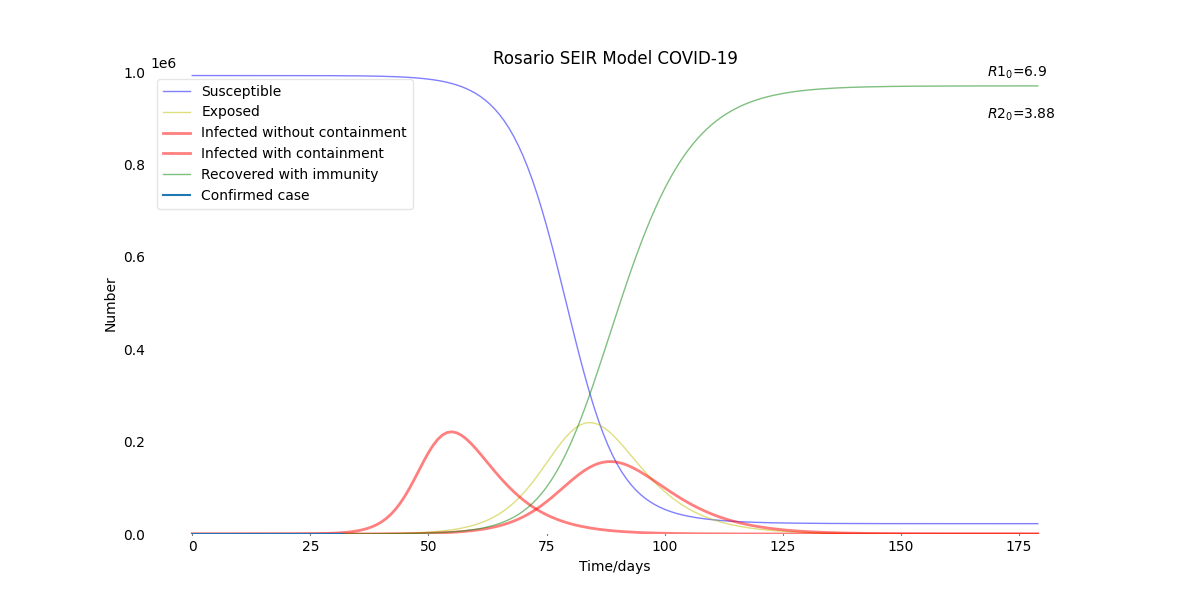 Rosario SEIR Model COVID-19
1e6
1.0
0.8
0.6
0.4
0.2
0.0
Number
Susceptible
Exposed
Infected without containment
Infected with containment
Recovered with immunity
Confirmed case
R1₀=6.9
R2₀=3.88
0 25 50 75 100 125 150 175
Time/days